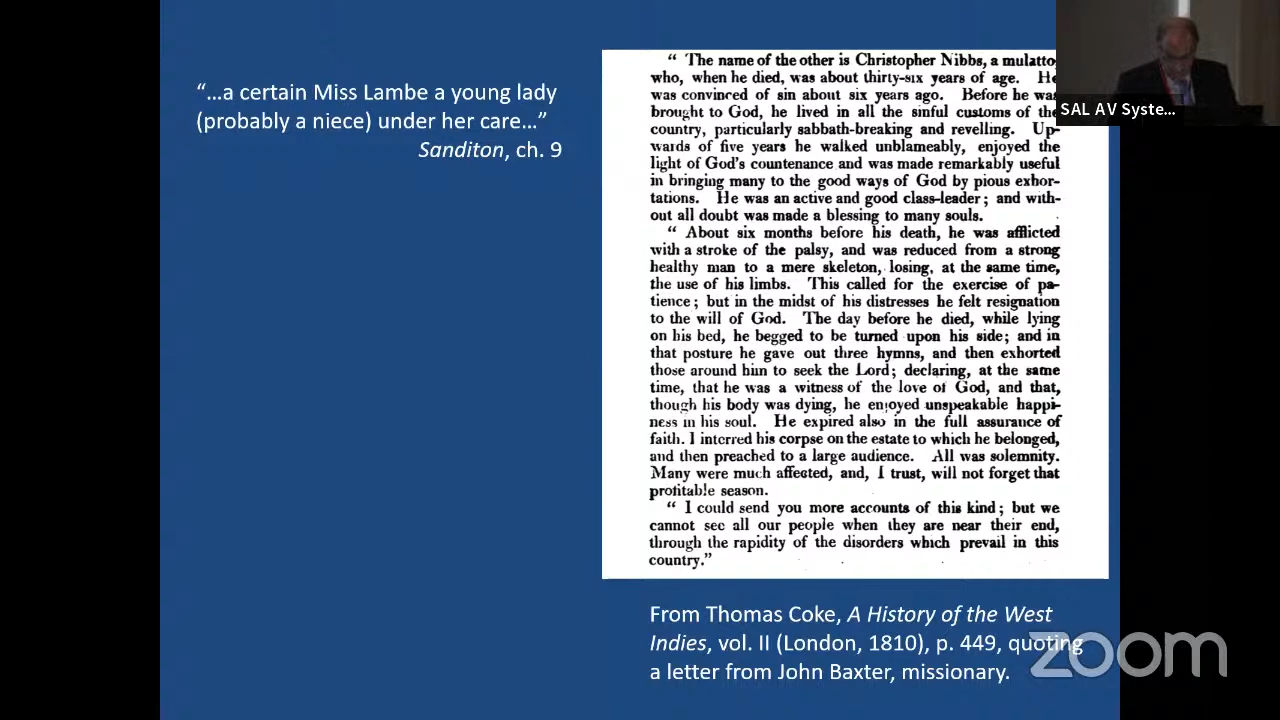 “…a certain Miss Lambe a young lady
(probably a niece) under her care…”
Sanditon, ch. 9
“ The name of the other is Christopher Nibbs, a mulatto
who, when he died, was about thirty-six years of age. He
was convinced of sin about six years ago. Before he was
brought to God, he lived in all the sinful customs of the
country, particularly sabbath-breaking and revelling. Up-
wards of five years he walked unblameably, enjoyed the
light of God's countenance and was made remarkably useful
in bringing many to the good ways of God by pious exhor-
tations. He was an active and good class-leader; and with-
out all doubt was made a blessing to many souls.
“ About six months before his death, he was afflicted
with a stroke of the palsy, and was reduced from a strong
healthy man to a mere skeleton, losing, at the same time,
the use of his limbs. This called for the exercise of pa-
tience; but in the midst of his distresses he felt resignation
to the will of God. The day before he died, while lying
on his bed, he begged to be turned upon his side; and in
that posture he gave out three hymns, and then exhorted
those around him to seek the Lord; declaring, at the same
time, that he was a witness of the love of God, and that,
though his body was dying, he enjoyed unspeakable happi-
ness in his soul. He expired also in the full assurance of
faith. I interred his corpse on the estate to which he belonged,
and then preached to a large audience. All was solemnity.
Many were much affected, and, I trust, will not forget that
profitable season.
“ I could send you more accounts of this kind; but we
cannot see all our people when they are near their end,
through the rapidity of the disorders which prevail in this
country.”
From Thomas Coke, A History of the West
Indies, vol. II (London, 1810), p. 449, quoting
a letter from John Baxter, missionary.
SAL AV Syste...
zoom